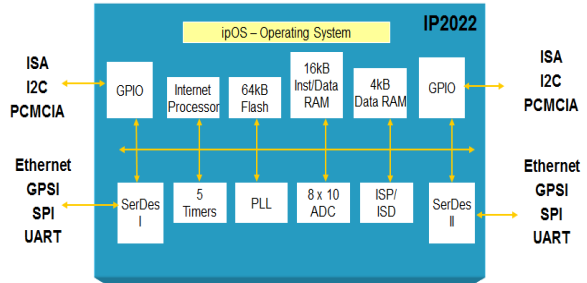 IP2022
ipOS – Operating System
ISA
I2C
PCMCIA
GPIO
Internet
Processor
64kB
Flash
16kB
Inst/Data
RAM
4kB
Data RAM
GPIO
ISA
I2C
PCMCIA
Ethernet
GPSI
SPI
UART
SerDes
I
5
Timers
PLL
8 x 10
ADC
ISP/
ISD
SerDes
II
Ethernet
GPSI
SPI
UART